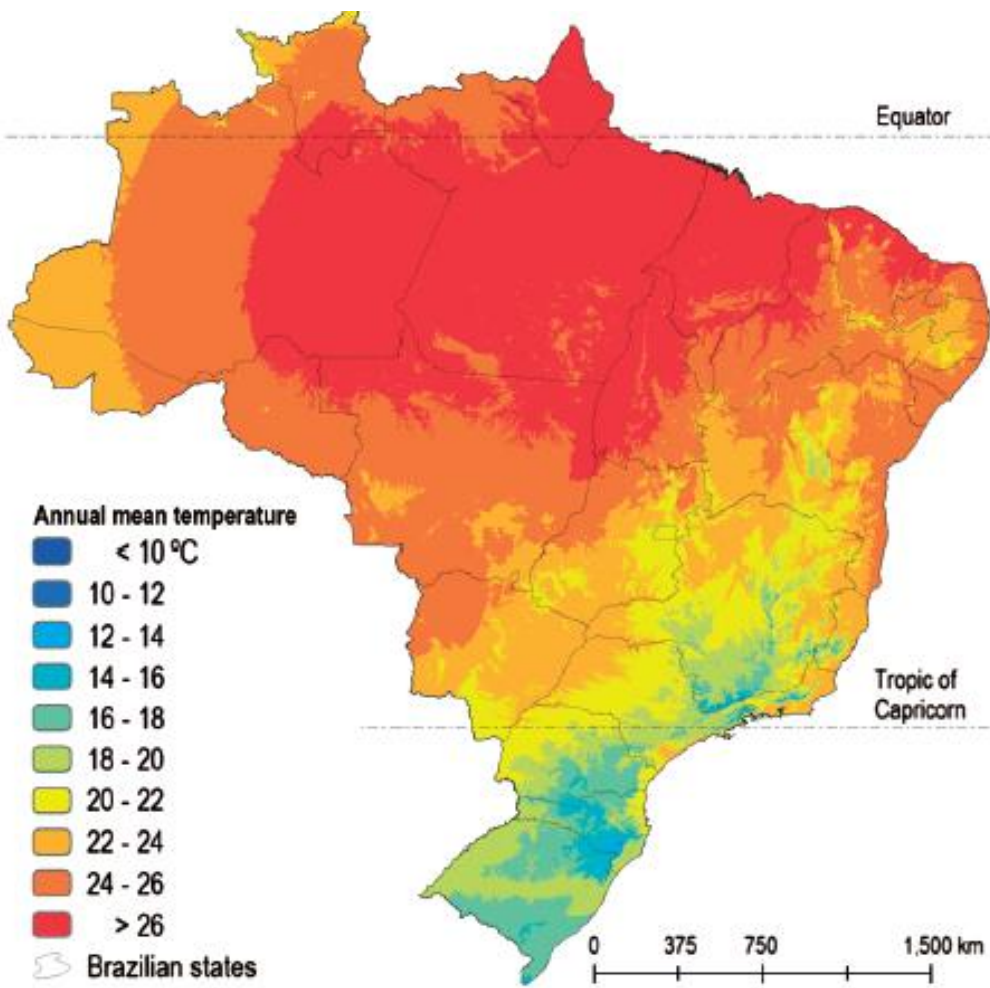 Equator
Annual mean temperature
< 10 ºC
10 - 12
12 - 14
14 - 16
16 - 18
18 - 20
20 - 22
22 - 24
24 - 26
> 26
Brazilian states
Tropic of
Capricorn
0 375 750 1,500 km